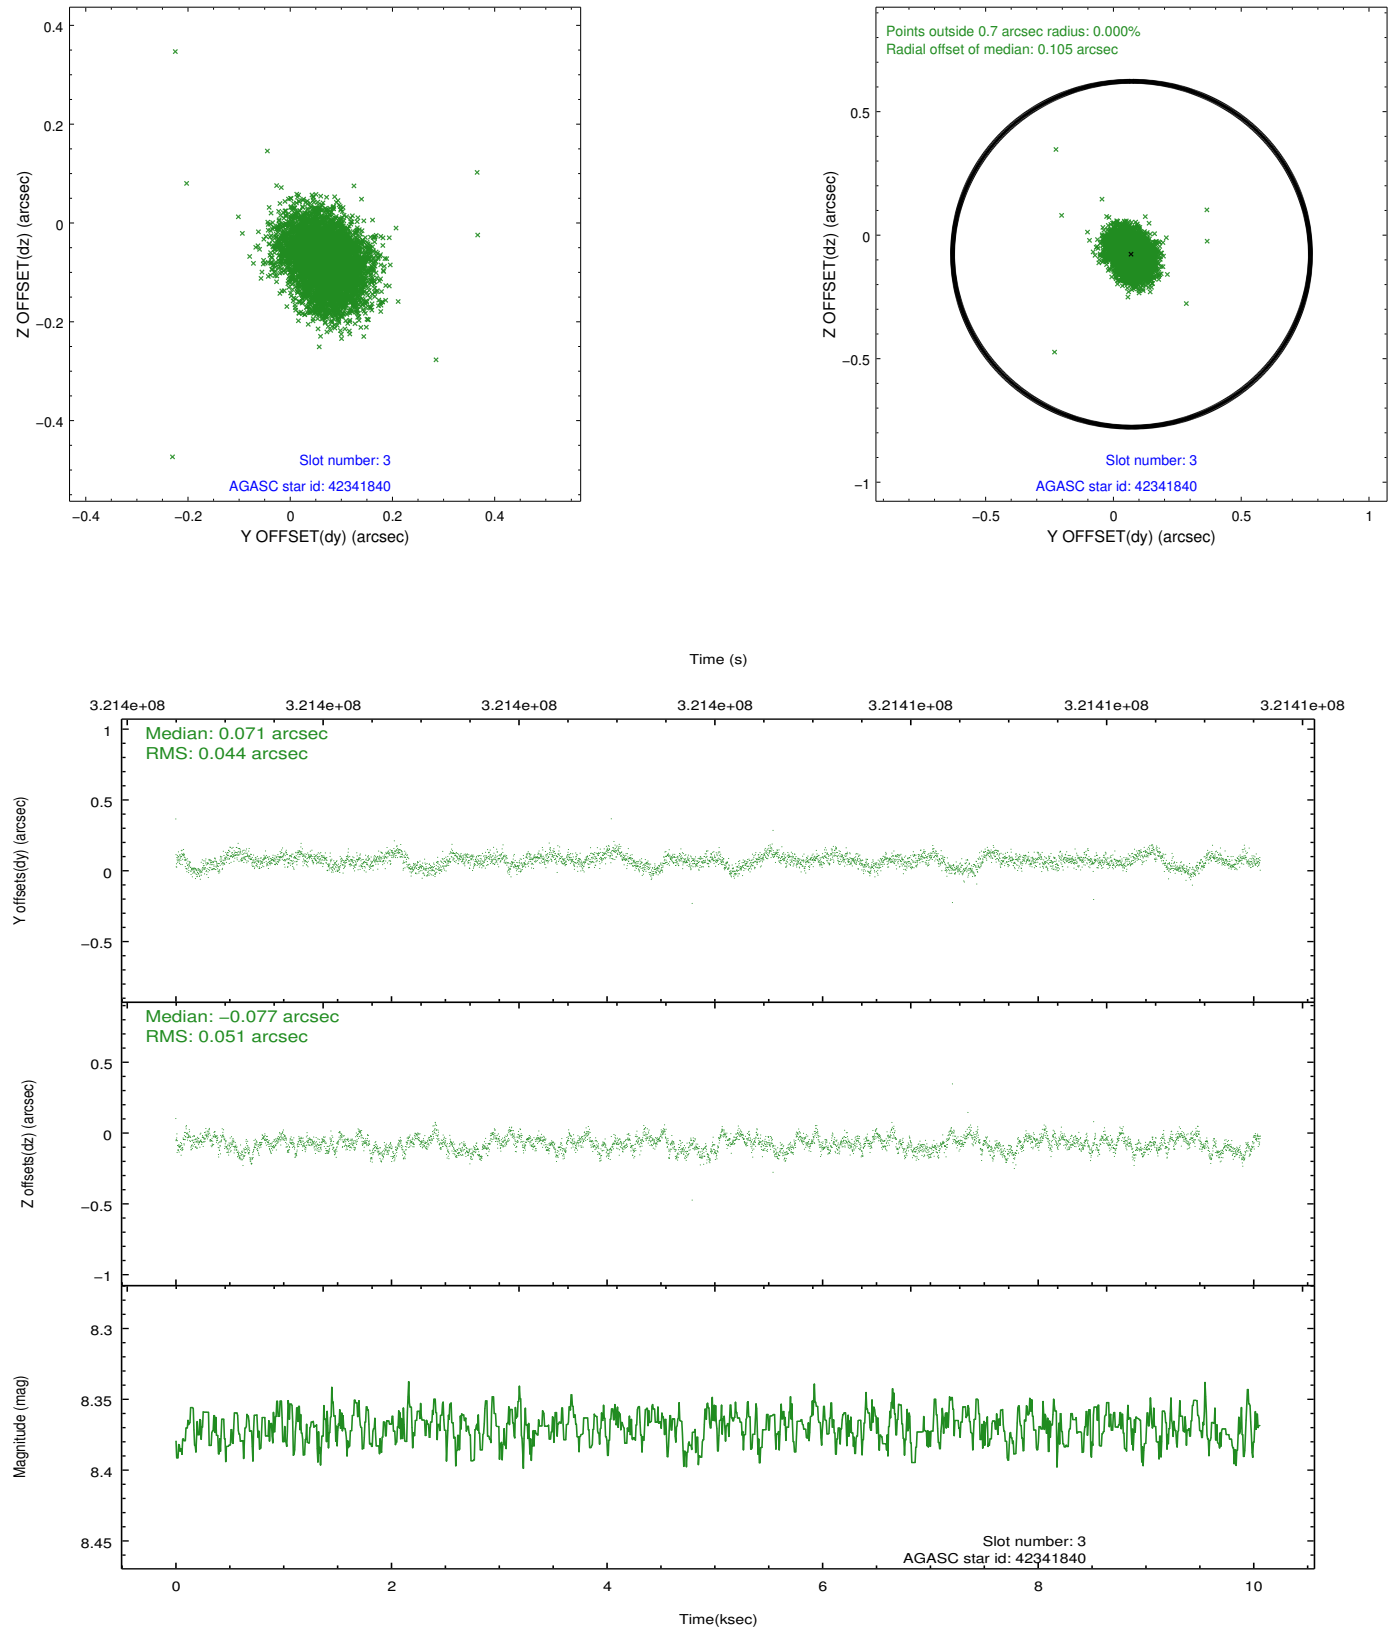 0.4
0.2
0
−0.2
−0.4
Z OFFSET(dz) (arcsec)
Slot number: 3
AGASC star id: 42341840
−0.4 −0.2 0 0.2 0.4
Y OFFSET(dy) (arcsec)
Points outside 0.7 arcsec radius: 0.000%
Radial offset of median: 0.105 arcsec
0.5
0
−0.5
−1
Z OFFSET(dz) (arcsec)
Slot number: 3
AGASC star id: 42341840
−0.5 0 0.5 1
Y OFFSET(dy) (arcsec)
Time (s)
3.214e+08 3.214e+08 3.214e+08 3.214e+08 3.2141e+08 3.2141e+08 3.2141e+08
Median: 0.071 arcsec
RMS: 0.044 arcsec
1
0.5
0
−0.5
Y offsets(dy) (arcsec)
Median: −0.077 arcsec
RMS: 0.051 arcsec
0.5
0
−0.5
−1
Z offsets(dz) (arcsec)
8.3
8.35
8.4
8.45
Magnitude (mag)
Slot number: 3
AGASC star id: 42341840
0 2 4 6 8 10
Time(ksec)